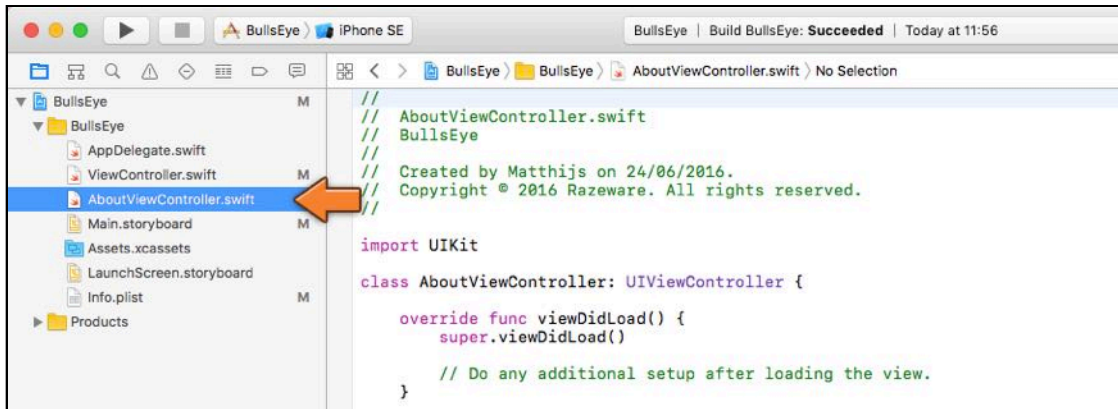 BullsEye iPhone SE
BullsEye | Build BullsEye: Succeeded | Today at 11:56
BullsEye BullsEye AboutViewController.swift No Selection
BullsEye M
BullsEye
AppDelegate.swift
ViewController.swift M
AboutViewController.swift
Main.storyboard M
Assets.xcassets
LaunchScreen.storyboard
Info.plist M
Products
//
// AboutViewController.swift
// BullsEye
//
// Created by Matthijs on 24/06/2016.
// Copyright © 2016 Razeware. All rights reserved.
//
import UIKit
class AboutViewController: UIViewController {
override func viewDidLoad() {
super.viewDidLoad()
// Do any additional setup after loading the view.
}